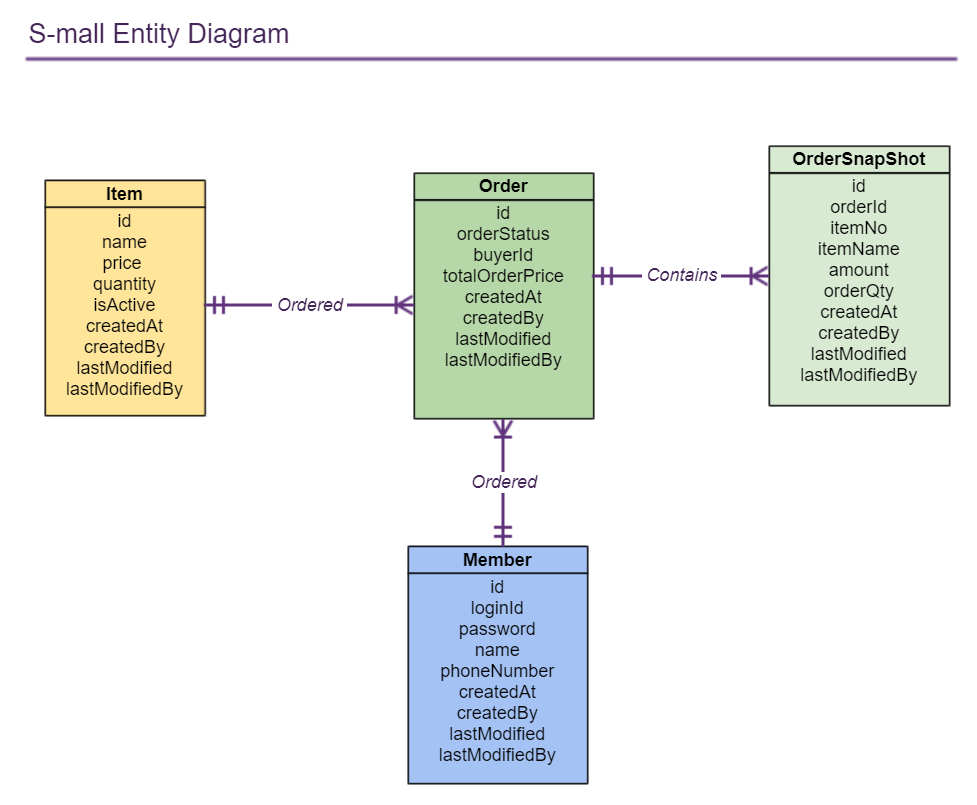 S-mall Entity Diagram
Item
id
name
price
quantity
isActive
createdAt
createdBy
lastModified
lastModifiedBy
Ordered
Order
id
orderStatus
buyerId
totalOrderPrice
createdAt
createdBy
lastModified
lastModifiedBy
Contains
OrderSnapShot
id
orderId
itemNo
itemName
amount
orderQty
createdAt
createdBy
lastModified
lastModifiedBy
Ordered
Member
id
loginId
password
name
phoneNumber
createdAt
createdBy
lastModified
lastModifiedBy